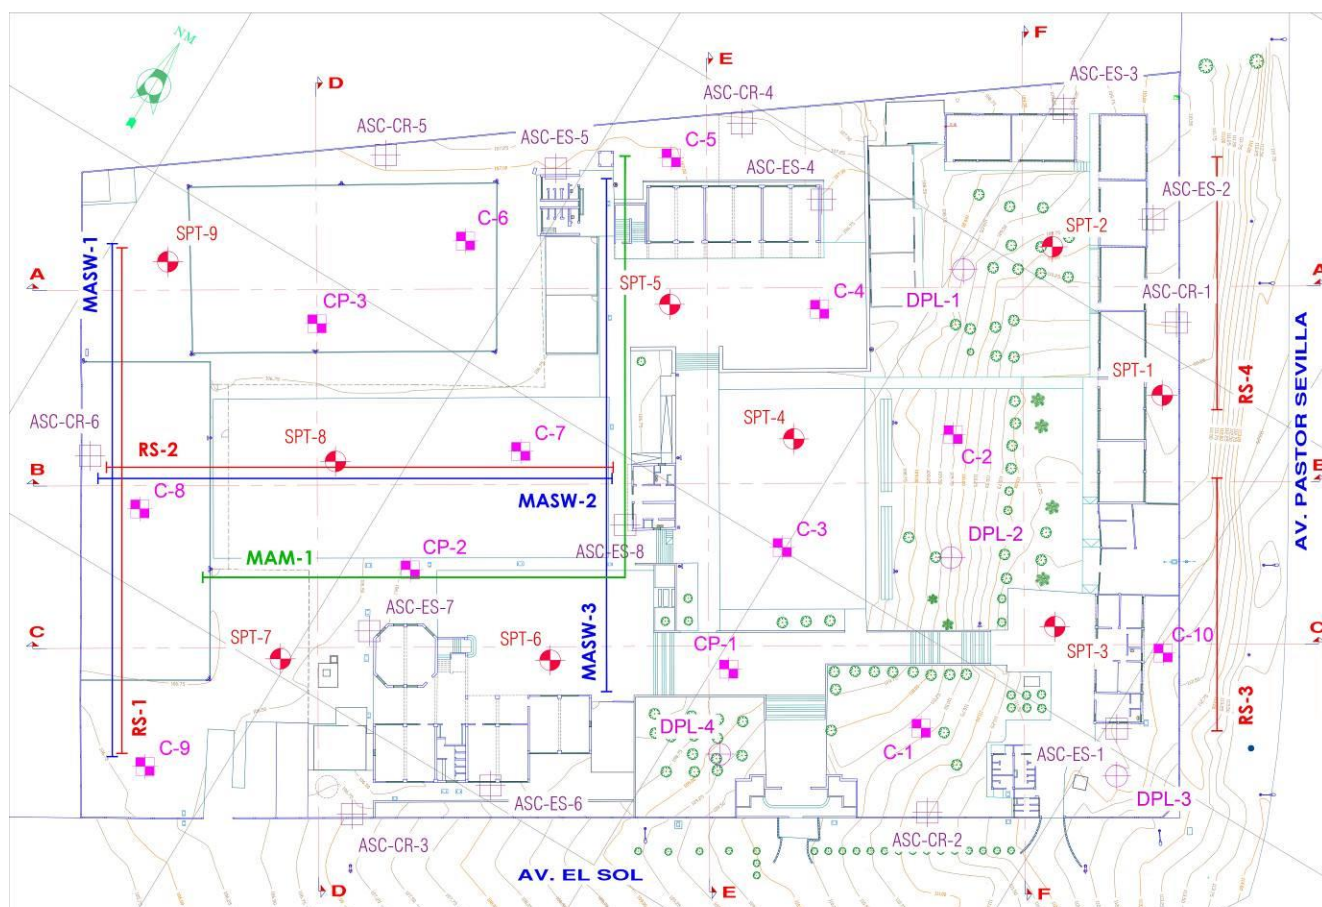 NM
F
E
D
ASC-ES-3
ASC-CR-4
ASC-CR-5
ASC-ES-5
C-5
ASC-ES-4
ASC-ES-2
C-6
SPT-9
SPT-2
MASW-1
A
A
SPT-5
CP-3
C-4
DPL-1
ASC-CR-1
AV. PASTOR SEVILLA
SPT-1
RS-4
ASC-CR-6
SPT-8
C-7
SPT-4
C-2
RS-2
B
C-8
MASW-2
C-3
DPL-2
MAM-1
CP-2
ASC-ES-8
ASC-ES-7
C
SPT-7
SPT-6
MASW-3
CP-1
SPT-3
C-10
RS-1
RS-3
C-9
DPL-4
C-1
ASC-ES-1
DPL-3
ASC-ES-6
ASC-CR-3
ASC-CR-2
AV. EL SOL
D
E
F